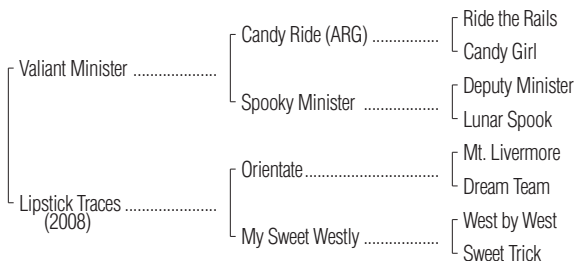 Ride the Rails
Candy Ride (ARG) ..................
Candy Girl
Valiant Minister .....................
Deputy Minister
Spooky Minister ....................
Lunar Spook
Mt. Livermore
Orientate................................
Dream Team
Lipstick Traces .......................
(2008)
West by West
My Sweet Westly ....................
Sweet Trick